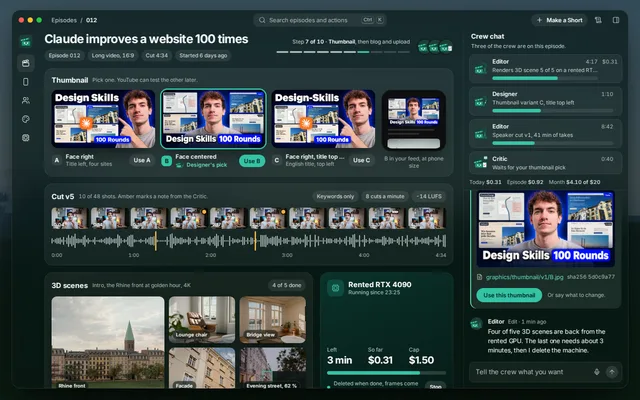 Episodes / 012
Search episodes and actions
Ctrl K
Make a Short
Claude improves a website 100 times
Step 7 of 10 · Thumbnail, then blog and upload
Episode 012
Long video, 16:9
Cut 4:34
Started 6 days ago
Thumbnail Pick one. YouTube can test the other later.
Design Skills
100 Rounds
Design Skills 100 Rounds
Design-Skills
100 Rounds
Design Skills 100 Rounds
A Face right
Title left, four sites
Use A
B Face centered
Designer's pick
Use B
C Face right, title top ...
Title top left
Use C
B in your feed, at phone
size
Cut v5 10 of 48 shots. Amber marks a note from the Critic.
Keywords only
8 cuts a minute
-14 LUFS
0:00
1:00
2:00
3:00
4:00
4:34
3D scenes Intro, the Rhine front at golden hour, 4K
4 of 5 done
Rhine front
Lounge chair
Bridge view
Facade
Evening street, 62 %
Rented RTX 4090
Running since 23:25
Left
3 min
So far
$0.31
Cap
$1.50
Deleted when done, frames come
Stop
Crew chat
Three of the crew are on this episode.
Editor
4:17 $0.31
Renders 3D scene 5 of 5 on a rented RT...
Designer
1:10
Thumbnail variant C, title top left
Editor
8:42
Speaker cut v1, 41 min of takes
Critic
0:40
Waits for your thumbnail pick
Today $0.31 Episode $0.92 Month $4.10 of $20
Design Skills 100 Rounds
graphics/thumbnail/v1/B.jpg sha256 5d0c9a77
Use this thumbnail
Or say what to change.
Editor Edit · 1 min ago
Four of five 3D scenes are back from the
rented GPU. The last one needs about 3
minutes, then I delete the machine.
Tell the crew what you want